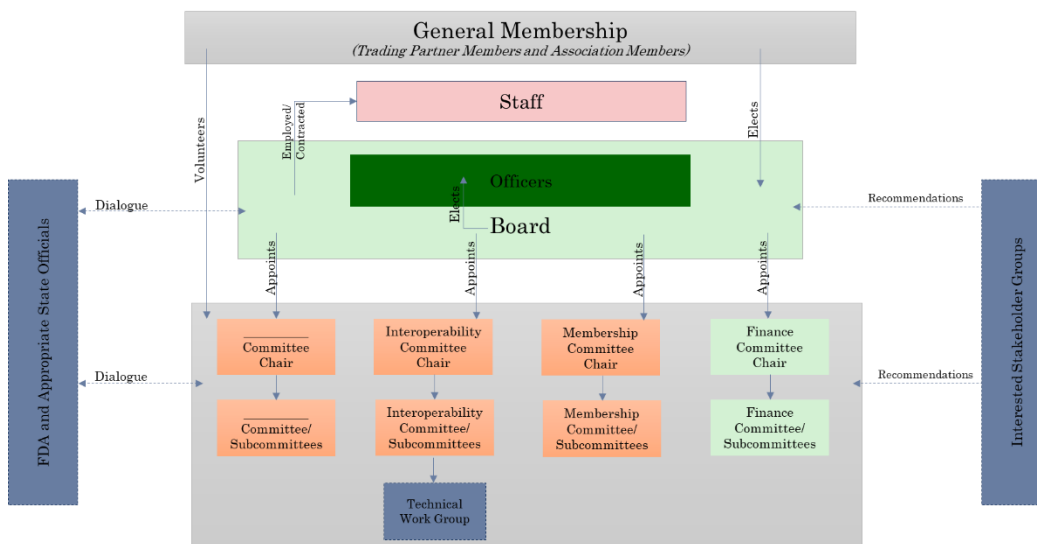 General Membership
(Trading Partner Members and Association Members)
Staff
Employed/
Contracted
Elects
Volunteers
Officers
Elects
Board
Dialogue
Recommendations
FDA and Appropriate State Officials
Interested Stakeholder Groups
Appoints
Appoints
Appoints
Appoints
Committee
Chair
Interoperability
Committee
Chair
Membership
Committee
Chair
Finance
Committee
Chair
Dialogue
Recommendations
Committee/
Subcommittees
Interoperability
Committee/
Subcommittees
Membership
Committee/
Subcommittees
Finance
Committee/
Subcommittees
Technical
Work Group